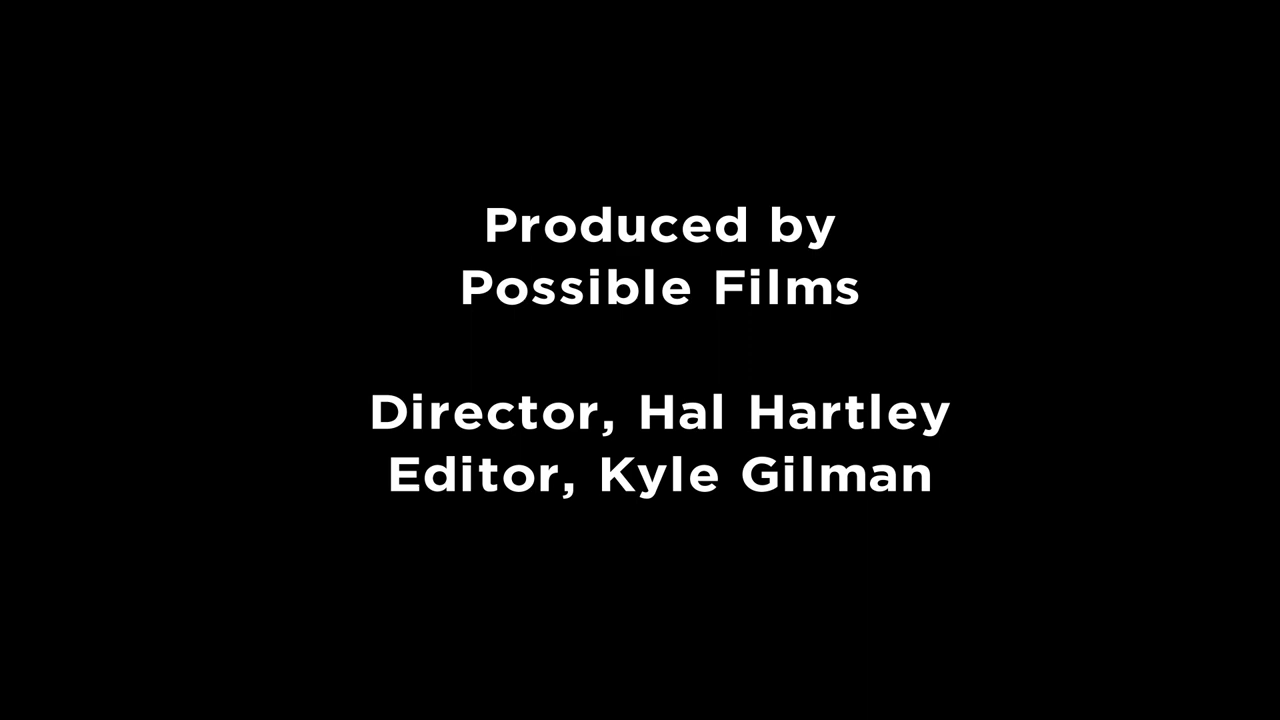 Produced by
Possible Films
Director, Hal Hartley
Editor, Kyle Gilman